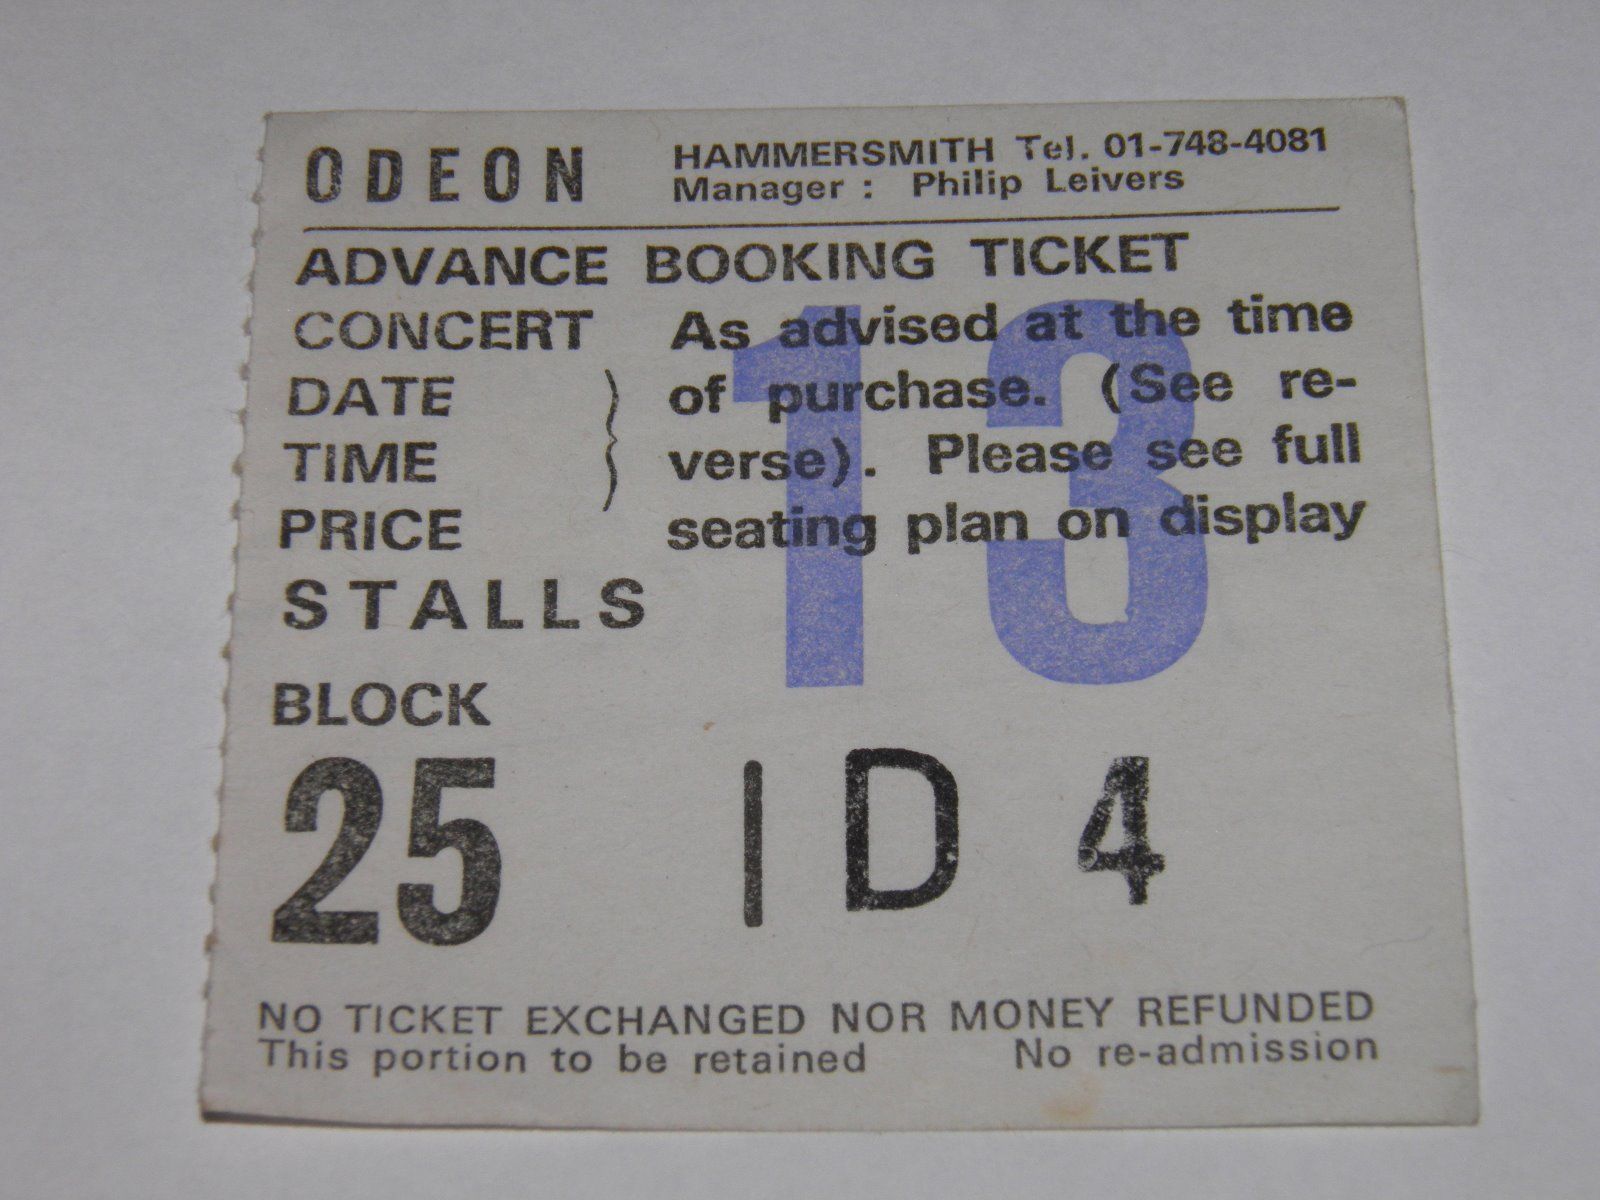 ODEON
HAMMERSMITH Tel. 01-748-4081
Manager : Philip Leivers
ADVANCE BOOKING TICKET
CONCERT
DATE
TIME
PRICE
As advised at the time
of purchase. (See re-
verse). Please see full
seating plan on display
13
STALLS
BLOCK
25 1D 4
NO TICKET EXCHANGED NOR MONEY REFUNDED
This portion to be retained No re-admission